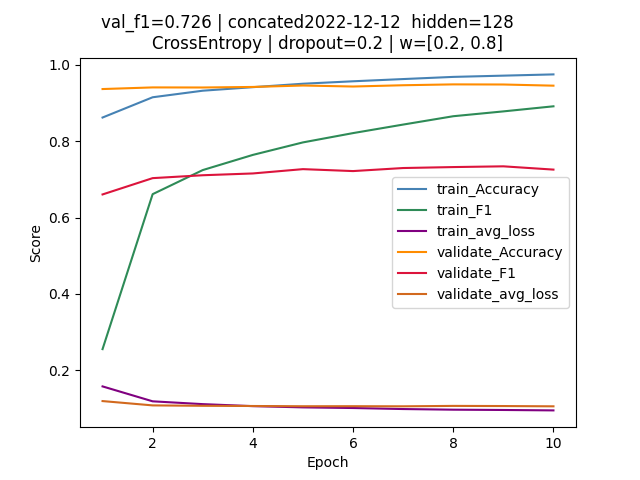 val_f1=0.726 | concated2022-12-12  hidden=128
CrossEntropy | dropout=0.2 | w=[0.2, 0.8]
1.0
0.8
0.6
0.4
0.2
Score
train_Accuracy
train_F1
train_avg_loss
validate_Accuracy
validate_F1
validate_avg_loss
2 4 6 8 10
Epoch